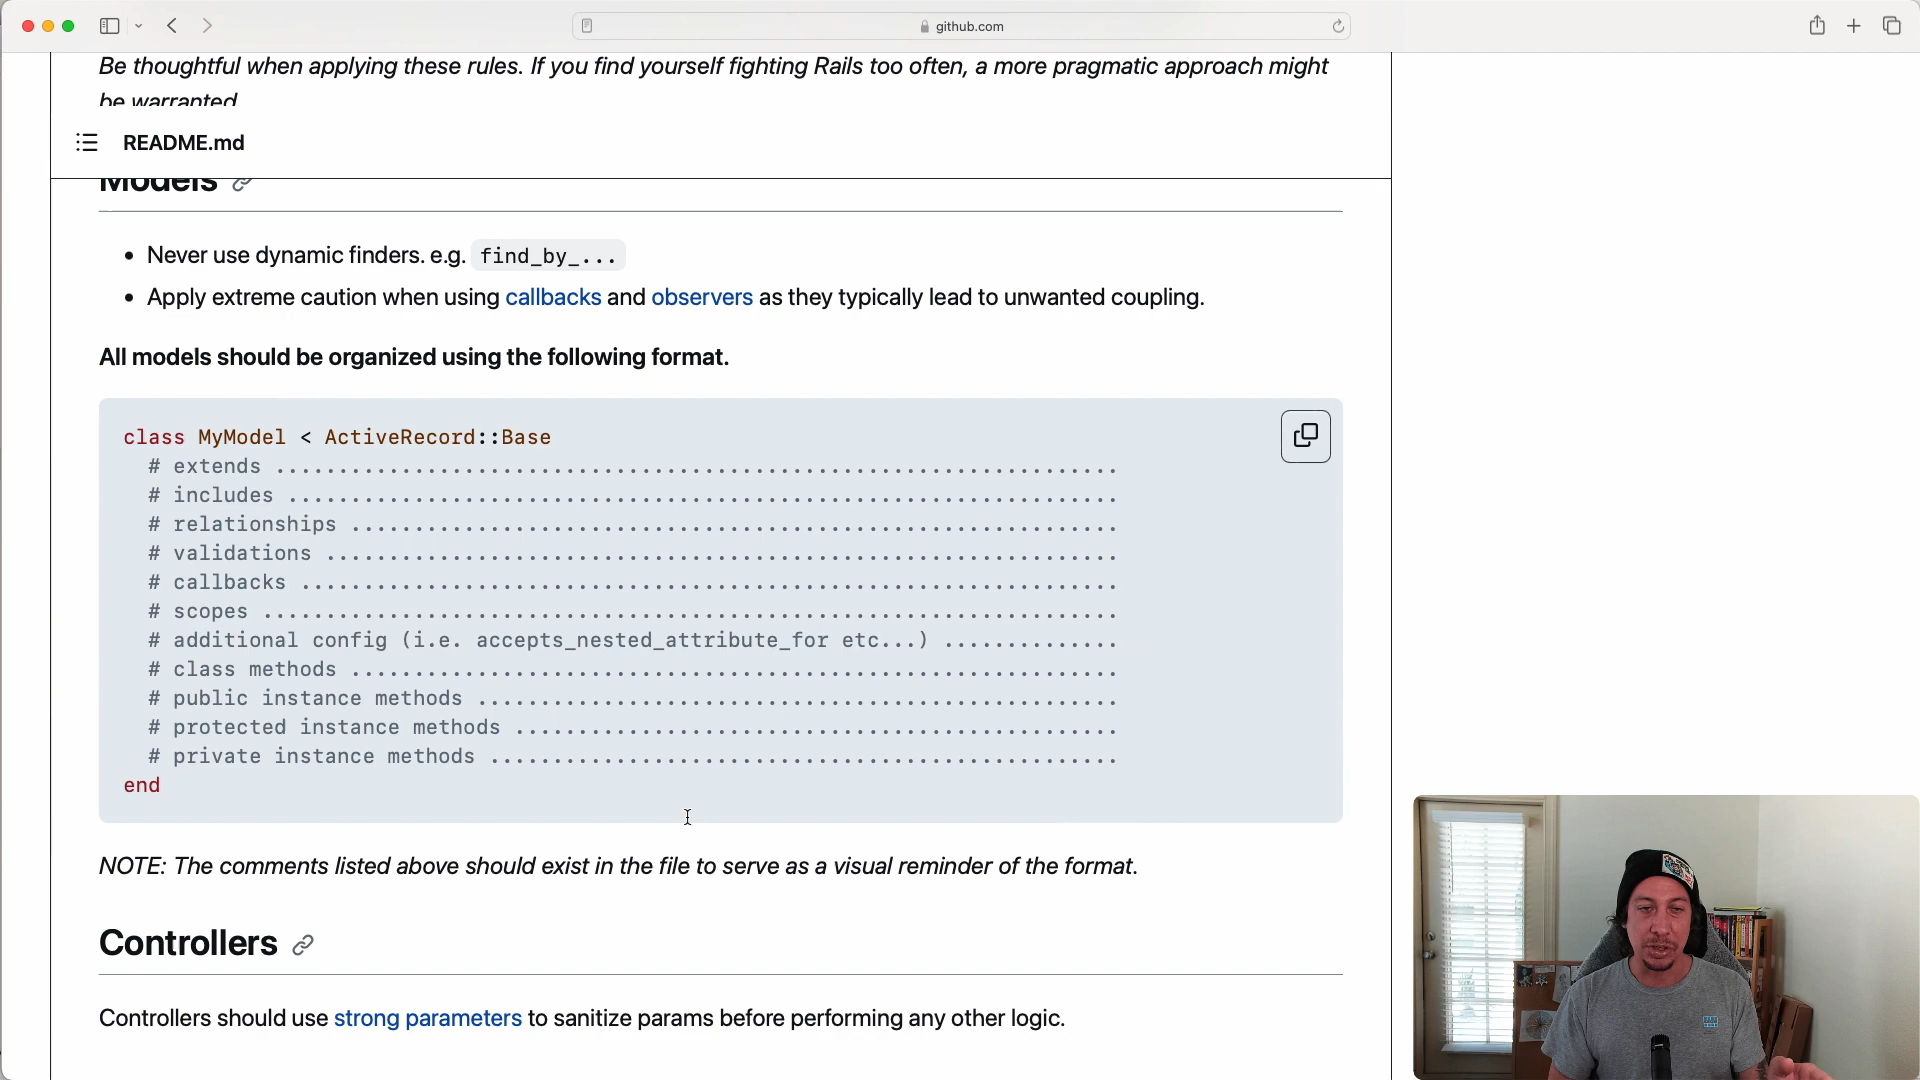 github.com
Be thoughtful when applying these rules. If you find yourself fighting Rails too often, a more pragmatic approach might
be warranted
README.md
Models
Never use dynamic finders. e.g. find_by_...
Apply extreme caution when using callbacks and observers as they typically lead to unwanted coupling.
All models should be organized using the following format.
class MyModel < ActiveRecord::Base
# extends ...................................................................
# includes ..................................................................
# relationships .............................................................
# validations ...............................................................
# callbacks .................................................................
# scopes ....................................................................
# additional config (i.e. accepts_nested_attribute_for etc...) ..............
# class methods .............................................................
# public instance methods ...................................................
# protected instance methods ................................................
# private instance methods ..................................................
end
NOTE: The comments listed above should exist in the file to serve as a visual reminder of the format.
Controllers
Controllers should use strong parameters to sanitize params before performing any other logic.